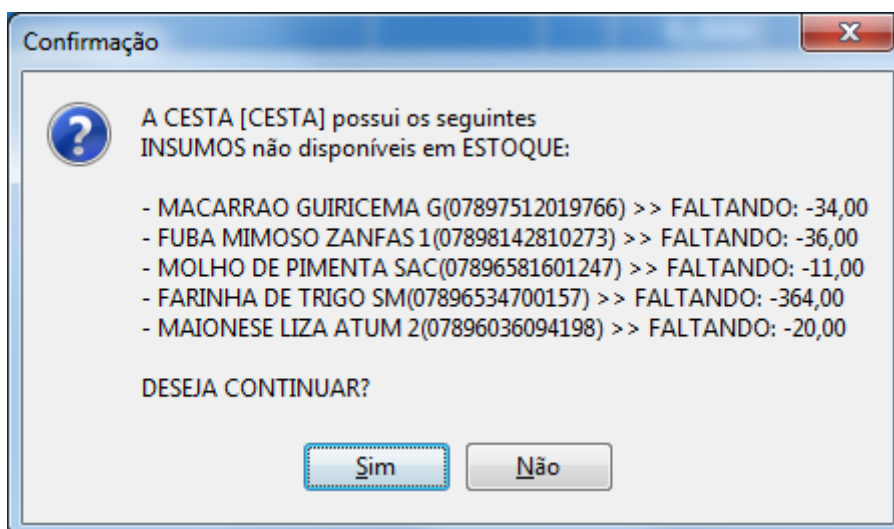 Confirmação
A CESTA [CESTA] possui os seguintes
INSUMOS não disponíveis em ESTOQUE:
- MACARRAO GUIRICEMA G(07897512019766) >> FALTANDO: -34,00
- FUBA MIMOSO ZANFAS 1(07898142810273) >> FALTANDO: -36,00
- MOLHO DE PIMENTA SAC(07896581601247) >> FALTANDO: -11,00
- FARINHA DE TRIGO SM(07896534700157) >> FALTANDO: -364,00
- MAIONESE LIZA ATUM 2(07896036094198) >> FALTANDO: -20,00
DESEJA CONTINUAR?
Sim
Não